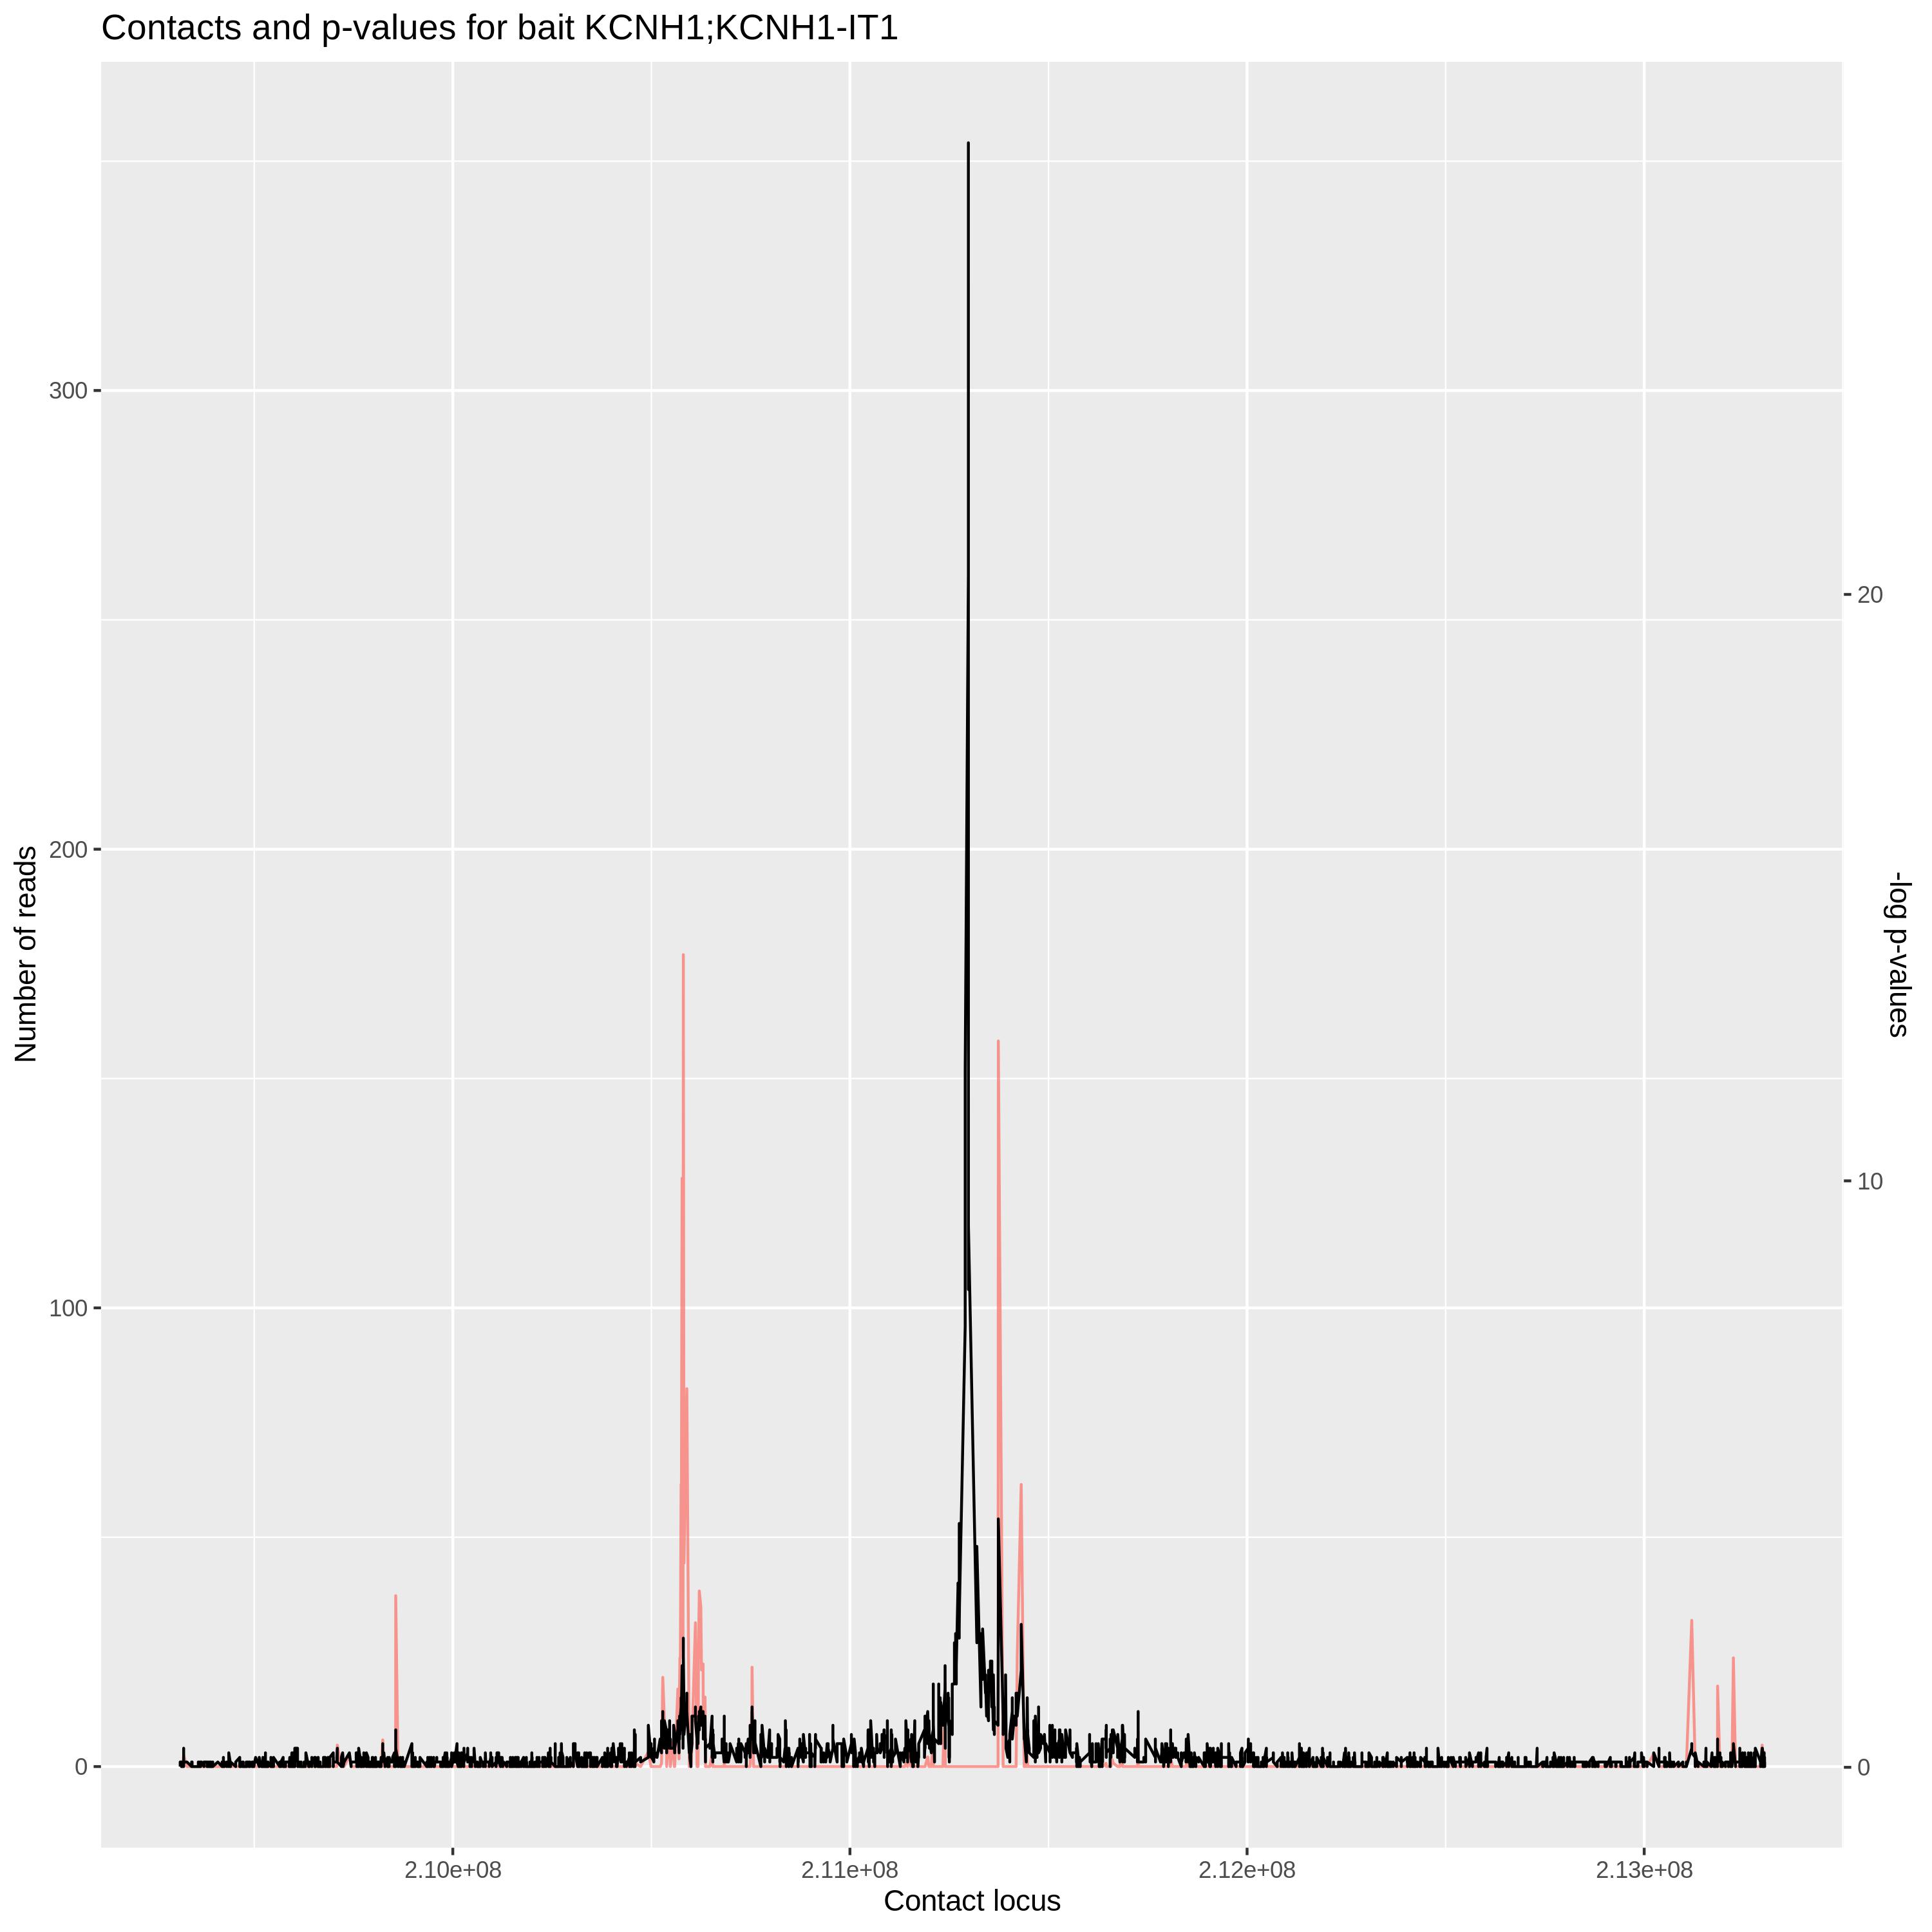 Contacts and p-values for bait KCNH1;KCNH1-IT1
300
200
100
0
Number of reads
20
10
0
-log p-values
2.10e+08 2.11e+08 2.12e+08 2.13e+08
Contact locus